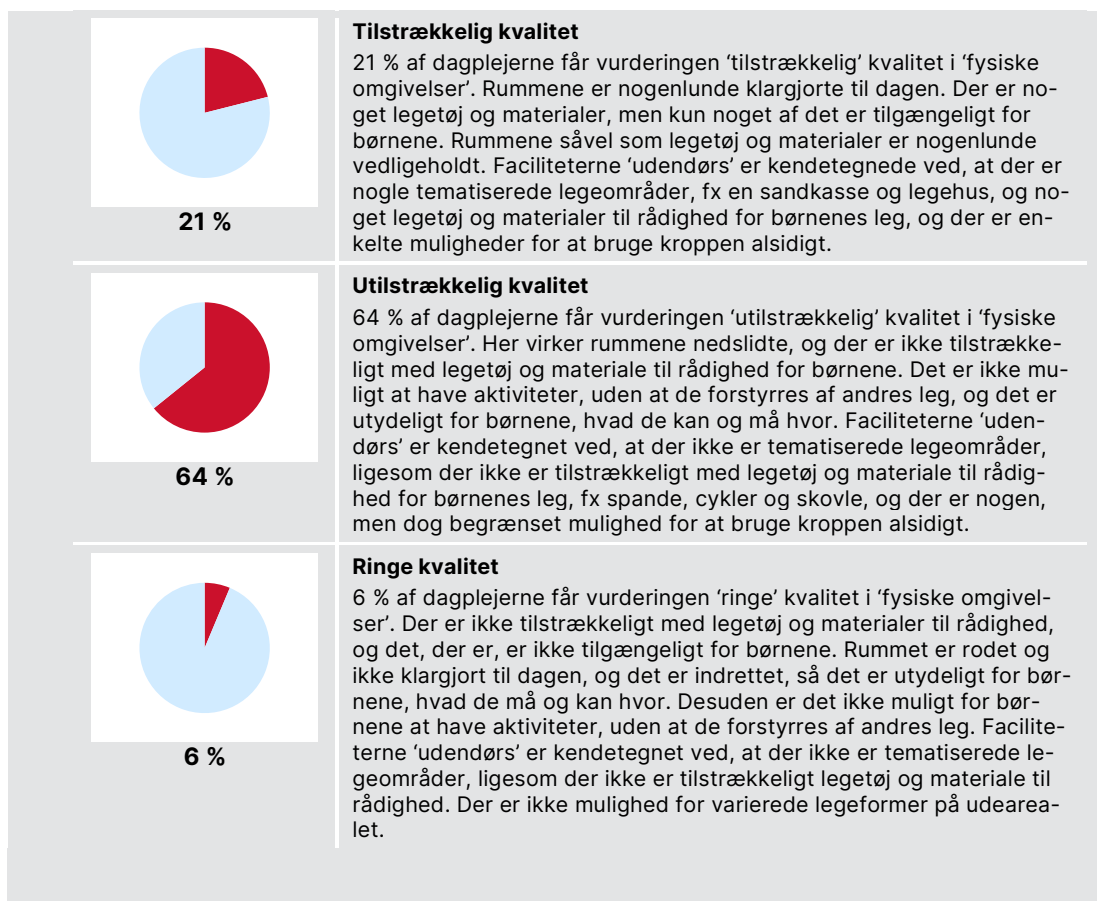 Tilstrækkelig kvalitet
21 % af dagplejerne får vurderingen ‘tilstrækkelig’ kvalitet i ‘fysiske
omgivelser’. Rummene er nogenlunde klargjorte til dagen. Der er no-
get legetøj og materialer, men kun noget af det er tilgængeligt for
børnene. Rummene såvel som legetøj og materialer er nogenlunde
vedligeholdt. Faciliteterne ‘udendørs’ er kendetegnede ved, at der er
nogle tematiserede legeområder, fx en sandkasse og legehus, og no-
get legetøj og materialer til rådighed for børnenes leg, og der er en-
kelte muligheder for at bruge kroppen alsidigt.
21 %
Utilstrækkelig kvalitet
64 % af dagplejerne får vurderingen ‘utilstrækkelig’ kvalitet i ‘fysiske
omgivelser’. Her virker rummene nedslidte, og der er ikke tilstrække-
ligt med legetøj og materiale til rådighed for børnene. Det er ikke mu-
ligt at have aktiviteter, uden at de forstyrres af andres leg, og det er
utydeligt for børnene, hvad de kan og må hvor. Faciliteterne ‘uden-
dørs’ er kendetegnet ved, at der ikke er tematiserede legeområder,
ligesom der ikke er tilstrækkeligt med legetøj og materiale til rådig-
hed for børnenes leg, fx spande, cykler og skovle, og der er nogen,
men dog begrænset mulighed for at bruge kroppen alsidigt.
64 %
Ringe kvalitet
6 % af dagplejerne får vurderingen ‘ringe’ kvalitet i ‘fysiske omgivel-
ser’. Der er ikke tilstrækkeligt med legetøj og materialer til rådighed,
og det, der er, er ikke tilgængeligt for børnene. Rummet er rodet og
ikke klargjort til dagen, og det er indrettet, så det er utydeligt for bør-
nene, hvad de må og kan hvor. Desuden er det ikke muligt for bør-
nene at have aktiviteter, uden at de forstyrres af andres leg. Facilite-
terne ‘udendørs’ er kendetegnet ved, at der ikke er tematiserede le-
geområder, ligesom der ikke er tilstrækkeligt legetøj og materiale til
rådighed. Der er ikke mulighed for varierede legeformer på udearea-
let.
6 %